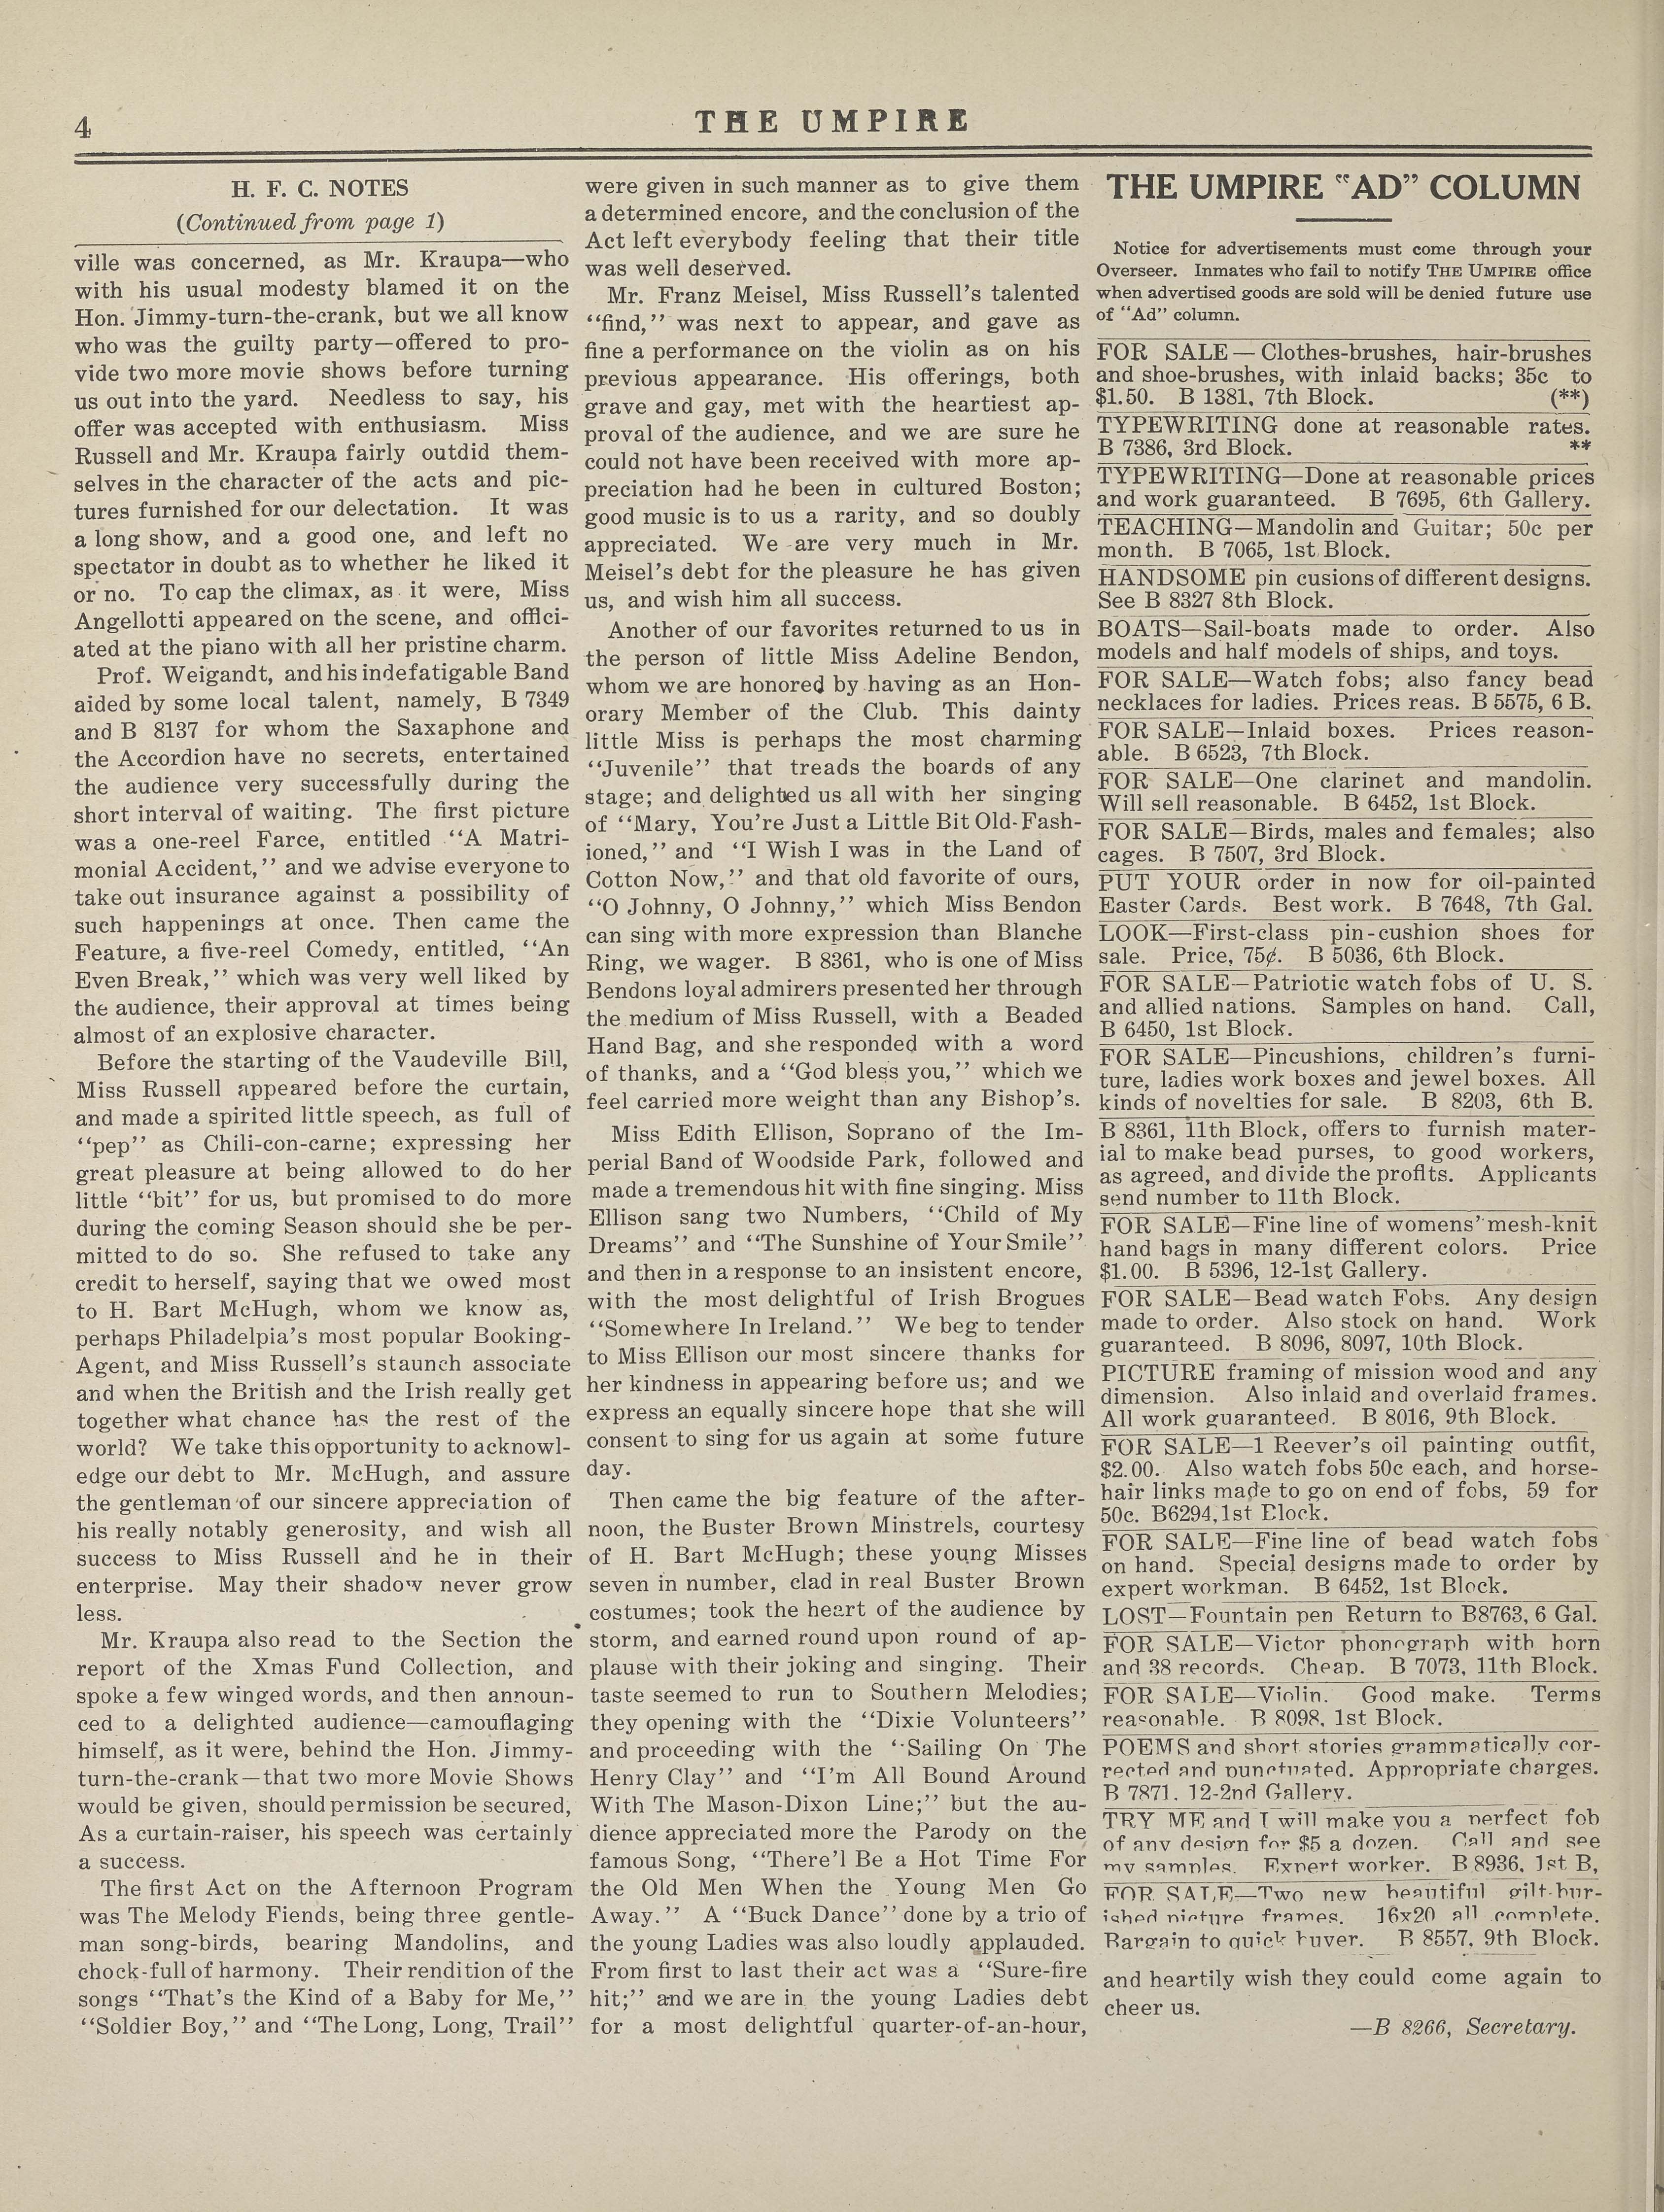 4
THE UMPIRE
H. F. C. NOTES
(Continued from page 1)
ville was concerned, as Mr. Kraupa—who
with his usual modesty blamed it on the
Hon. Jimmy-turn-the-crank, but we all know
who was the guilty party—offered to pro-
vide two more movie shows before turning
us out into the yard. Needless to say, his
offer was accepted with enthusiasm. Miss
Russell and Mr. Kraupa fairly outdid them-
selves in the character of the acts and pic-
tures furnished for our delectation. It was
a long show, and a good one, and left no
spectator in doubt as to whether he liked it
or no. To cap the climax, as it were, Miss
Angellotti appeared on the scene, and offici-
ated at the piano with all her pristine charm.
Prof. Weigandt, and his indefatigable Band
aided by some local talent, namely, B 7349
and B 8137 for whom the Saxaphone and
the Accordion have no secrets, entertained
the audience very successfully during the
short interval of waiting. The first picture
was a one-reel Farce, entitled "A Matri-
monial Accident," and we advise everyone to
take out insurance against a possibility of
such happenings at once. Then came the
Feature, a five-reel Comedy, entitled, "An
Even Break," which was very well liked by
the audience, their approval at times being
almost of an explosive character.
Before the starting of the Vaudeville Bill,
Miss Russell appeared before the curtain,
and made a spirited little speech, as full of
"pep" as Chili-con-carne; expressing her
great pleasure at being allowed to do her
little "bit" for us, but promised to do more
during the coming Season should she be per-
mitted to do so. She refused to take any
credit to herself, saying that we owed most
to H. Bart McHugh, whom we know as,
perhaps Philadelpia's most popular Booking-
Agent, and Miss Russell's staunch associate
and when the British and the Irish really get
together what chance has the rest of the
world? We take this opportunity to acknowl-
edge our debt to Mr. McHugh, and assure
the gentleman of our sincere appreciation of
his really notably generosity, and wish all
success to Miss Russell and he in their
enterprise. May their shadow never grow
less.
Mr. Kraupa also read to the Section the
report of the Xmas Fund Collection, and
spoke a few winged words, and then announ-
ced to a delighted audience—camouflaging
himself, as it were, behind the Hon. Jimmy-
turn-the-crank—that two more Movie Shows
would be given, should permission be secured,
As a curtain-raiser, his speech was certainly
a success.
The first Act on the Afternoon Program
was The Melody Fiends, being three gentle-
man song-birds, bearing Mandolins, and
chock-full of harmony. Their rendition of the
songs "That's the Kind of a Baby for Me,"
"Soldier Boy," and "The Long, Long, Trail"
were given in such manner as to give them
a determined encore, and the conclusion of the
Act left everybody feeling that their title
was well deserved.
Mr. Franz Meisel, Miss Russell's talented
"find," was next to appear, and gave as
fine a performance on the violin as on his
previous appearance. His offerings, both
grave and gay, met with the heartiest ap-
proval of the audience, and we are sure he
could not have been received with more ap-
preciation had he been in cultured Boston;
good music is to us a rarity, and so doubly
appreciated. We are very much in Mr.
Meisel's debt for the pleasure he has given
us, and wish him all success.
Another of our favorites returned to us in
the person of little Miss Adeline Bendon,
whom we are honored by having as an Hon-
orary Member of the Club. This dainty
little Miss is perhaps the most charming
"Juvenile" that treads the boards of any
stage; and delighted us all with her singing
of "Mary, You're Just a Little Bit Old-Fash-
ioned," and "I Wish I was in the Land of
Cotton Now," and that old favorite of ours,
"O Johnny, O Johnny," which Miss Bendon
can sing with more expression than Blanche
Ring, we wager. B 8361, who is one of Miss
Bendons loyal admirers presented her through
the medium of Miss Russell, with a Beaded
Hand Bag, and she responded with a word
of thanks, and a "God bless you," which we
feel carried more weight than any Bishop's.
Miss Edith Ellison, Soprano of the Im-
perial Band of Woodside Park, followed and
made a tremendous hit with fine singing. Miss
Ellison sang two Numbers, "Child of My
Dreams" and "The Sunshine of Your Smile"
and then in a response to an insistent encore,
with the most delightful of Irish Brogues
"Somewhere In Ireland." We beg to tender
to Miss Ellison our most sincere thanks for
her kindness in appearing before us; and we
express an equally sincere hope that she will
consent to sing for us again at some future
day.
Then came the big feature of the after-
noon, the Buster Brown Minstrels, courtesy
of H. Bart McHugh; these young Misses
seven in number, clad in real Buster Brown
costumes; took the heart of the audience by
storm, and earned round upon round of ap-
plause with their joking and singing. Their
taste seemed to run to Southern Melodies;
they opening with the "Dixie Volunteers"
and proceeding with the "Sailing On The
Henry Clay" and "I'm All Bound Around
With The Mason-Dixon Line;" but the au-
dience appreciated more the Parody on the
famous Song, "There'l Be a Hot Time For
the Old Men When the Young Men Go
Away." A "Buck Dance" done by a trio of
the young Ladies was also loudly applauded.
From first to last their act was a "Sure-fire
hit;" and we are in the young Ladies debt
for a most delightful quarter-of-an-hour,
THE UMPIRE "AD" COLUMN
Notice for advertisements must come through your
Overseer. Inmates who fail to notify THE UMPIRE office
when advertised goods are sold will be denied future use
of "Ad" column.
FOR SALE—Clothes-brushes, hair-brushes
and shoe-brushes, with inlaid backs; 35c to
$1.50. B 1381, 7th Block. (**)
TYPEWRITING done at reasonable rates.
B 7386, 3rd Block. **
TYPEWRITING—Done at reasonable prices
and work guaranteed. B 7695, 6th Gallery.
TEACHING—Mandolin and Guitar; 50c per
month. B 7065, 1st Block.
HANDSOME pin cusions of different designs.
See B 8327 8th Block.
BOATS—Sail-boats made to order. Also
models and half models of ships, and toys.
FOR SALE—Watch fobs; also fancy bead
necklaces for ladies. Prices reas. B 5575, 6 B.
FOR SALE—Inlaid boxes. Prices reason-
able. B 6523, 7th Block.
FOR SALE—One clarinet and mandolin.
Will sell reasonable. B 6452, 1st Block.
FOR SALE—Birds, males and females; also
cages. B 7507, 3rd Block.
PUT YOUR order in now for oil-painted
Easter Cards. Best work. B 7648, 7th Gal.
LOOK—First-class pin-cushion shoes for
sale. Price, 75¢. B 5036, 6th Block.
FOR SALE—Patriotic watch fobs of U. S.
and allied nations. Samples on hand. Call,
B 6450, 1st Block.
FOR SALE—Pincushions, children's furni-
ture, ladies work boxes and jewel boxes. All
kinds of novelties for sale. B 8203, 6th B.
B 8361, 11th Block, offers to furnish mater-
ial to make bead purses, to good workers,
as agreed, and divide the profits. Applicants
send number to 11th Block.
FOR SALE—Fine line of womens' mesh-knit
hand bags in many different colors. Price
$1.00. B 5396, 12-1st Gallery.
FOR SALE—Bead watch Fobs. Any design
made to order. Also stock on hand. Work
guaranteed. B 8096, 8097, 10th Block.
PICTURE framing of mission wood and any
dimension. Also inlaid and overlaid frames.
All work guaranteed. B 8016, 9th Block.
FOR SALE—1 Reever's oil painting outfit,
$2.00. Also watch fobs 50c each, and horse-
hair links made to go on end of fobs, 59 for
50c. B6294,1st Elock.
FOR SALE—Fine line of bead watch fobs
on hand. Special designs made to order by
expert workman. B 6452, 1st Block.
LOST—Fountain pen Return to B8763, 6 Gal.
FOR SALE—Victor phonograph with horn
and 38 records. Cheap. B 7073, 11th Block.
FOR SALE—Violin. Good make. Terms
reasonable. B 8098, 1st Block.
POEMS and short stories grammatically cor-
rected and punctuated. Appropriate charges.
B 7871, 12-2nd Gallery.
TRY ME and I will make you a perfect fob
of any design for $5 a dozen. Call and see
my samples. Expert worker. B 8936, 1st B,
FOR SALE—Two new beautiful gilt-bur-
ished picture frames. 16x20 all complete.
Bargain to quick buyer. B 8557, 9th Block.
and heartily wish they could come again to
cheer us.
—B 8266, Secretary.